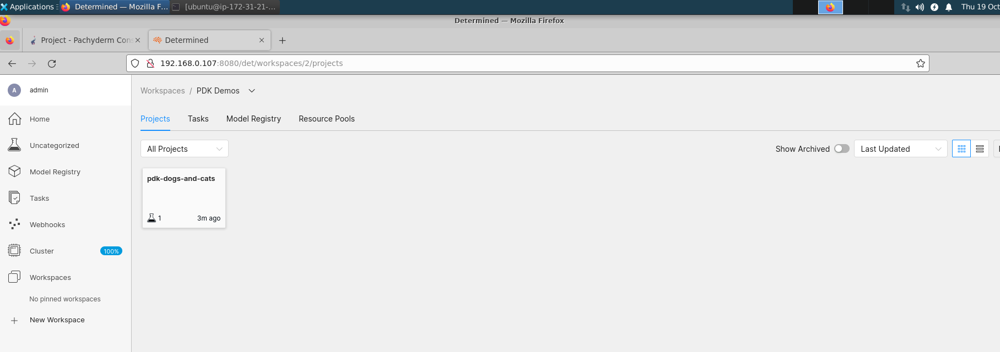 Applications Determined — Mozilla F... [ubuntu@ip-172-31-21-... Thu 19 Oct
Determined — Mozilla Firefox
Project - Pachyderm Con Determined
192.168.0.107:8080/det/workspaces/2/projects
A admin
Workspaces / PDK Demos
Home
Uncategorized
Model Registry
Tasks
Webhooks
Cluster 100%
Workspaces
No pinned workspaces
+ New Workspace
Projects Tasks Model Registry Resource Pools
All Projects Show Archived Last Updated
pdk-dogs-and-cats
1 3m ago